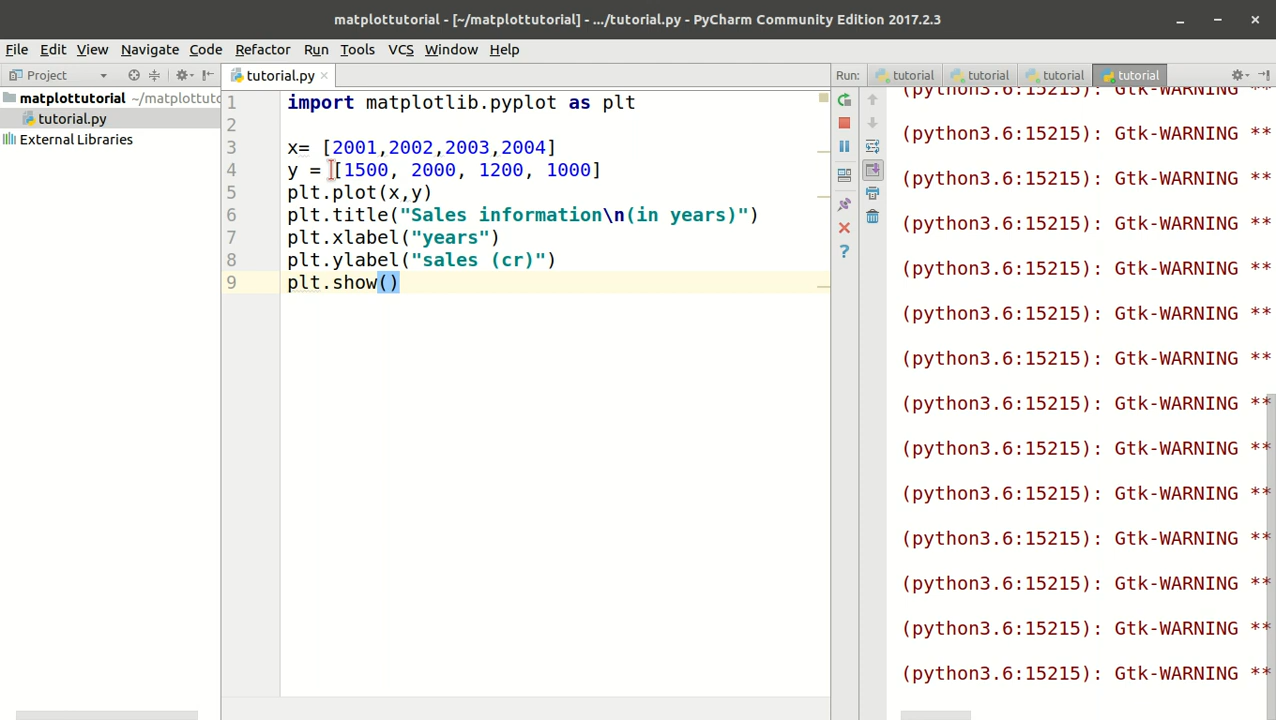 matplottutorial - [~/matplottutorial] - .../tutorial.py - PyCharm Community Edition 2017.2.3
File Edit View Navigate Code Refactor Run Tools VCS Window Help
Project
matplottutorial ~/matplottuto
tutorial.py
External Libraries
tutorial.py
1 import matplotlib.pyplot as plt
2
3 x= [2001,2002,2003,2004]
4 y = [1500, 2000, 1200, 1000]
5 plt.plot(x,y)
6 plt.title("Sales information\n(in years)")
7 plt.xlabel("years")
8 plt.ylabel("sales (cr)")
9 plt.show()
Run: tutorial tutorial tutorial tutorial
(python3.6:15215): Gtk-WARNING **
(python3.6:15215): Gtk-WARNING **
(python3.6:15215): Gtk-WARNING **
(python3.6:15215): Gtk-WARNING **
(python3.6:15215): Gtk-WARNING **
(python3.6:15215): Gtk-WARNING **
(python3.6:15215): Gtk-WARNING **
(python3.6:15215): Gtk-WARNING **
(python3.6:15215): Gtk-WARNING **
(python3.6:15215): Gtk-WARNING **
(python3.6:15215): Gtk-WARNING **
(python3.6:15215): Gtk-WARNING **
(python3.6:15215): Gtk-WARNING **
(python3.6:15215): Gtk-WARNING **